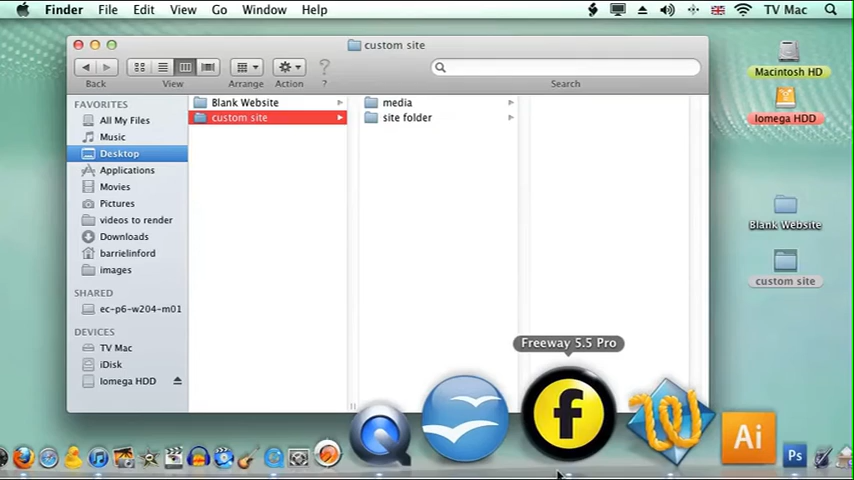 Finder File Edit View Go Window Help TV Mac
custom site
Back View Arrange Action ? Search
FAVORITES
All My Files
Music
Desktop
Applications
Movies
Pictures
videos to render
Downloads
barrielinford
images
SHARED
ec-p6-w204-m01
DEVICES
TV Mac
iDisk
Iomega HDD
Blank Website
custom site
media
site folder
Macintosh HD
Iomega HDD
Blank Website
custom site
Freeway 5.5 Pro
f
Ai
Ps